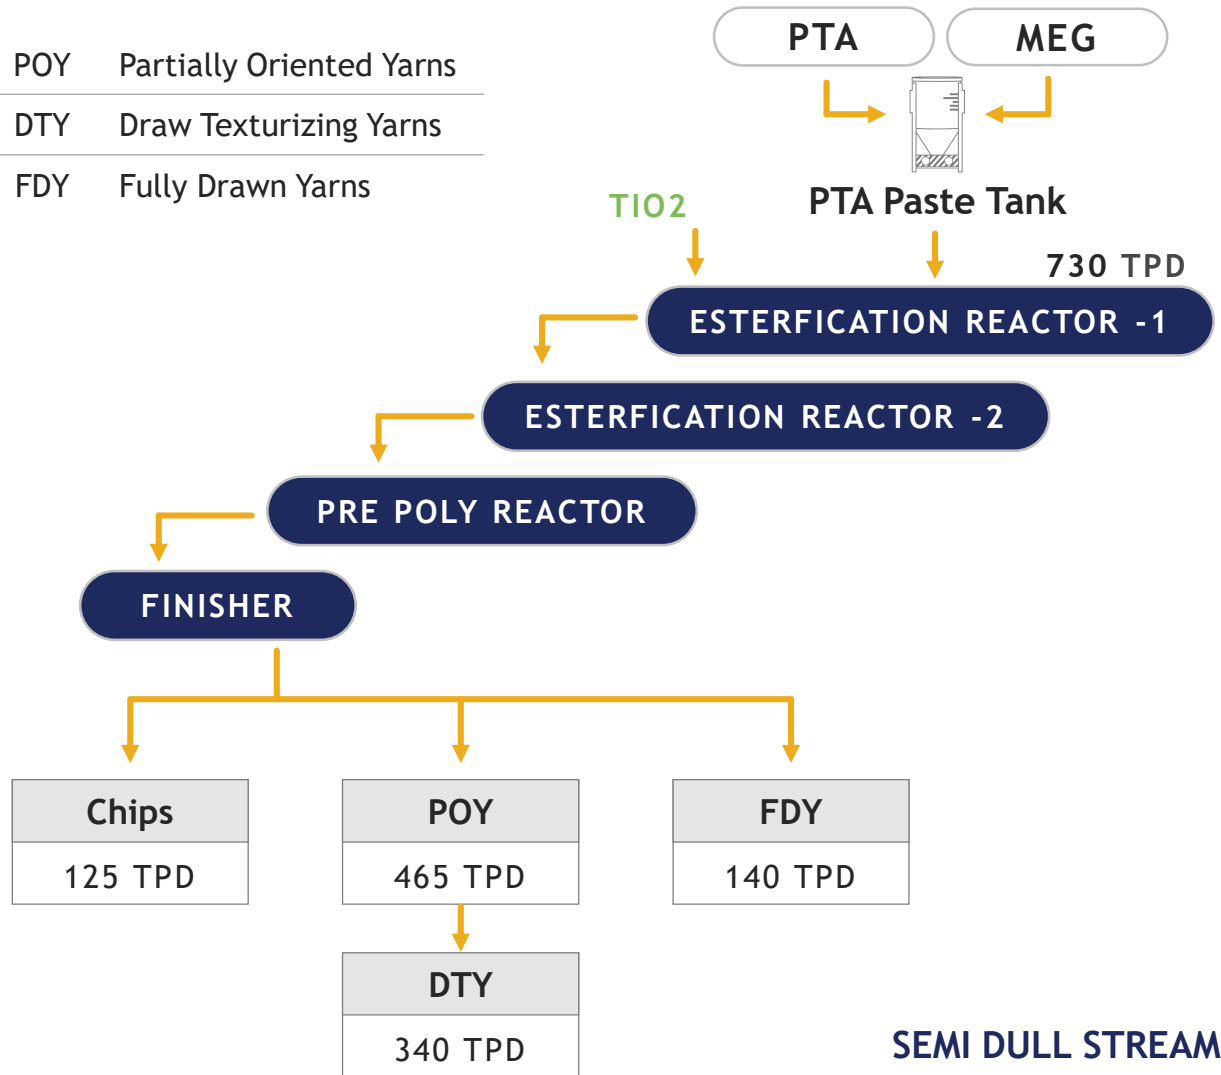 POY Partially Oriented Yarns
DTY Draw Texturizing Yarns
FDY Fully Drawn Yarns
PTA MEG
PTA Paste Tank
TIO2
730 TPD
ESTERFICATION REACTOR -1
ESTERFICATION REACTOR -2
PRE POLY REACTOR
FINISHER
Chips POY FDY
125 TPD 465 TPD 140 TPD
DTY
340 TPD
SEMI DULL STREAM